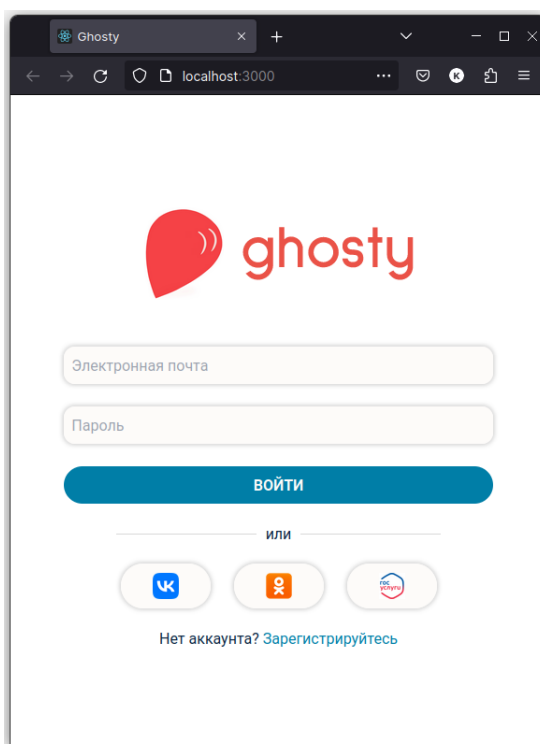 Ghosty
localhost:3000
K
ghosty
Электронная почта
Пароль
ВОЙТИ
или
гос
услуги
Нет аккаунта? Зарегистрируйтесь